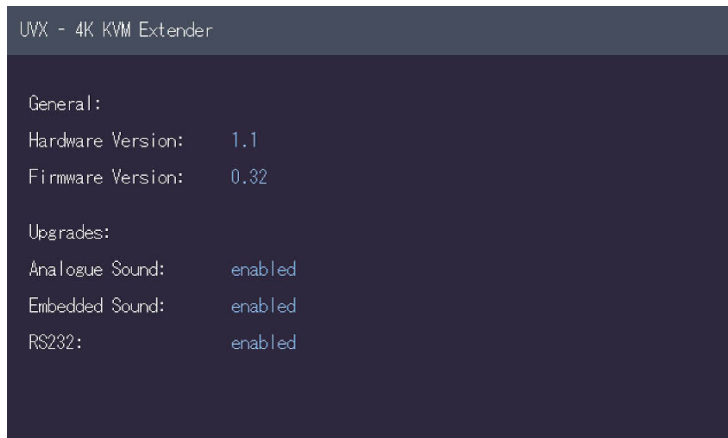 UVX - 4K KVM Extender
General:
Hardware Version: 1.1
Firmware Version: 0.32
Upgrades:
Analogue Sound: enabled
Embedded Sound: enabled
RS232: enabled